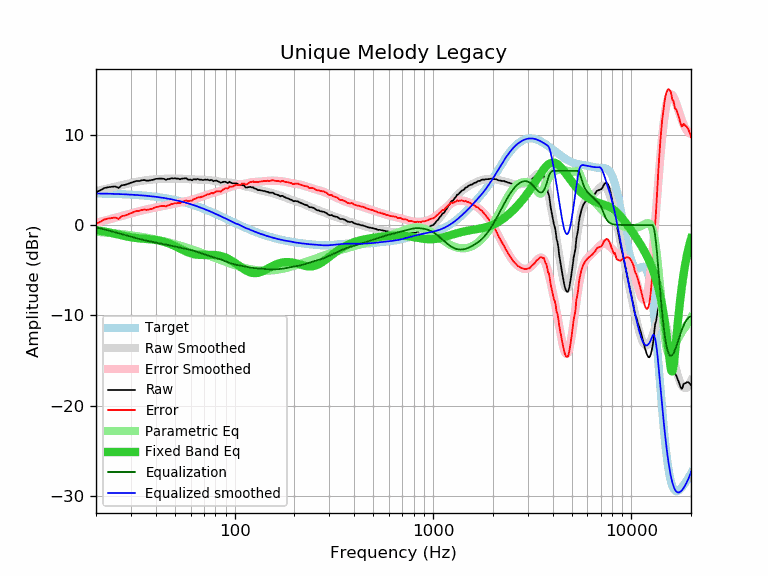 Unique Melody Legacy
Amplitude (dBr)
10
0
−10
−20
−30
Target
Raw Smoothed
Error Smoothed
Raw
Error
Parametric Eq
Fixed Band Eq
Equalization
Equalized smoothed
100
1000
10000
Frequency (Hz)